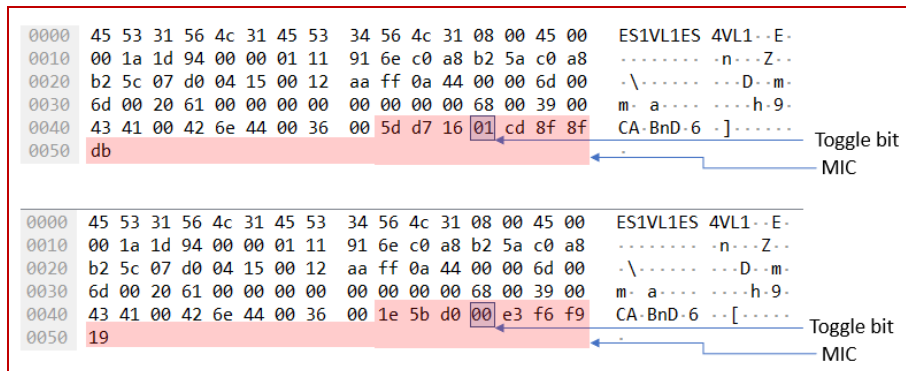 0000 45 53 31 56 4c 31 45 53 34 56 4c 31 08 00 45 00 ES1VL1ES 4VL1··E·
0010 00 1a 1d 94 00 00 01 11 91 6e c0 a8 b2 5a c0 a8 ········ ·n···Z··
0020 b2 5c 07 d0 04 15 00 12 aa ff 0a 44 00 00 6d 00 ·\······ ···D··m·
0030 6d 00 20 61 00 00 00 00 00 00 00 00 68 00 39 00 m· a···· ····h·9·
0040 43 41 00 42 6e 44 00 36 00 5d d7 16 01 cd 8f 8f CA·BnD·6 ·]······
0050 db ·
Toggle bit
MIC
0000 45 53 31 56 4c 31 45 53 34 56 4c 31 08 00 45 00 ES1VL1ES 4VL1··E·
0010 00 1a 1d 94 00 00 01 11 91 6e c0 a8 b2 5a c0 a8 ········ ·n···Z··
0020 b2 5c 07 d0 04 15 00 12 aa ff 0a 44 00 00 6d 00 ·\······ ···D··m·
0030 6d 00 20 61 00 00 00 00 00 00 00 00 68 00 39 00 m· a···· ····h·9·
0040 43 41 00 42 6e 44 00 36 00 1e 5b d0 00 e3 f6 f9 CA·BnD·6 ··[·····
0050 19 ·
Toggle bit
MIC